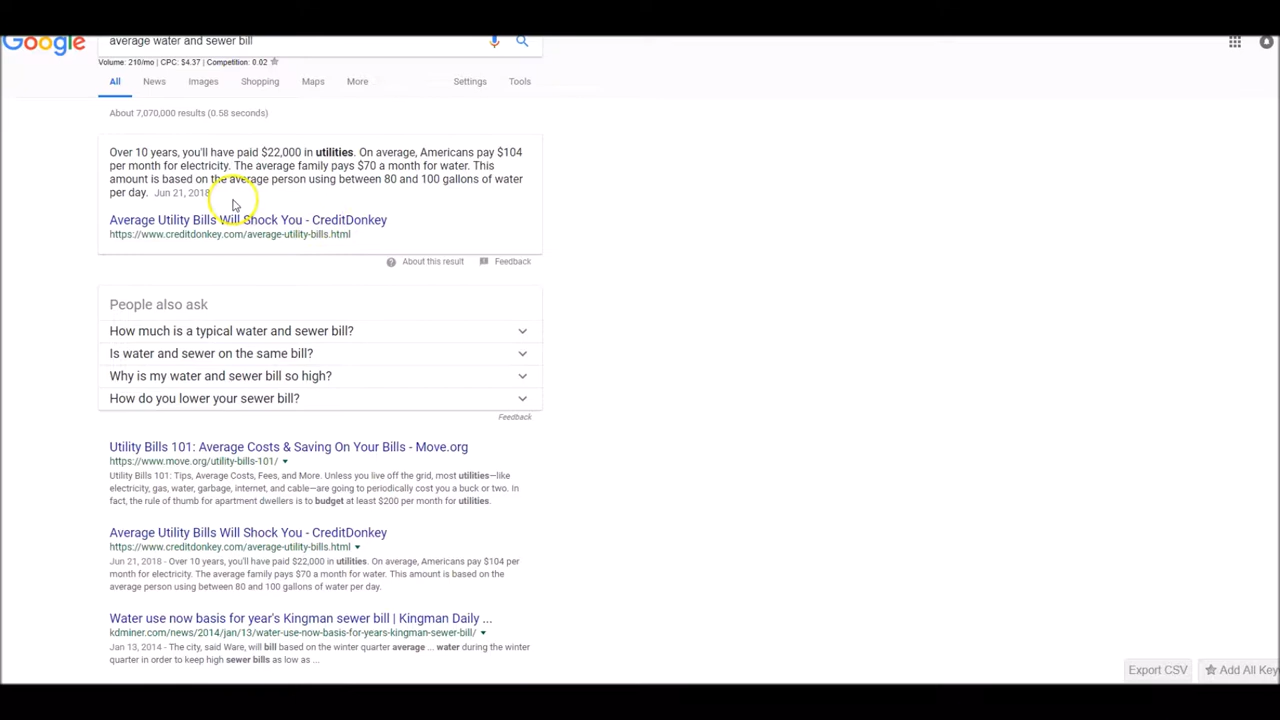 Google
average water and sewer bill
Volume: 210/mo | CPC: $4.37 | Competition: 0.02
All News Images Shopping Maps More Settings Tools
About 7,070,000 results (0.58 seconds)
Over 10 years, you'll have paid $22,000 in utilities. On average, Americans pay $104
per month for electricity. The average family pays $70 a month for water. This
amount is based on the average person using between 80 and 100 gallons of water
per day. Jun 21, 2018
Average Utility Bills Will Shock You - CreditDonkey
https://www.creditdonkey.com/average-utility-bills.html
About this result Feedback
People also ask
How much is a typical water and sewer bill?
Is water and sewer on the same bill?
Why is my water and sewer bill so high?
How do you lower your sewer bill?
Feedback
Utility Bills 101: Average Costs & Saving On Your Bills - Move.org
https://www.move.org/utility-bills-101/
Utility Bills 101: Tips, Average Costs, Fees, and More. Unless you live off the grid, most utilities—like
electricity, gas, water, garbage, internet, and cable—are going to periodically cost you a buck or two. In
fact, the rule of thumb for apartment dwellers is to budget at least $200 per month for utilities.
Average Utility Bills Will Shock You - CreditDonkey
https://www.creditdonkey.com/average-utility-bills.html
Jun 21, 2018 - Over 10 years, you'll have paid $22,000 in utilities. On average, Americans pay $104 per
month for electricity. The average family pays $70 a month for water. This amount is based on the
average person using between 80 and 100 gallons of water per day.
Water use now basis for year's Kingman sewer bill | Kingman Daily ...
kdminer.com/news/2014/jan/13/water-use-now-basis-for-years-kingman-sewer-bill/
Jan 13, 2014 - The city, said Ware, will bill based on the winter quarter average ... water during the winter
quarter in order to keep high sewer bills as low as ...
Export CSV Add All Key